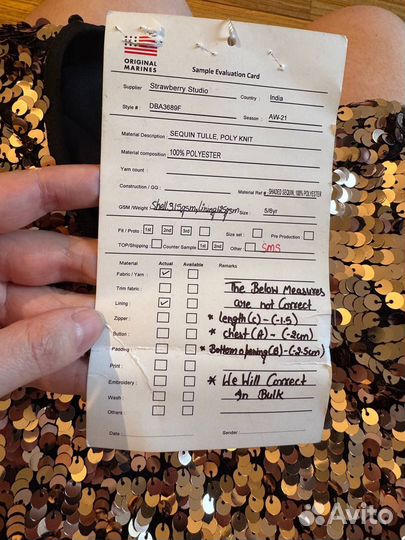 ORIGINAL
MARINES
Sample Evaluation Card
Supplier : Strawberry Studio Country : India
Style # : DBA3689F Season : AW-21
Material Description : SEQUIN TULLE, POLY KNIT
Material composition : 100% POLYESTER
Yarn count :
Construction / GG : Material Ref # : SHADED SEQUIN, 100% POLYESTER
GSM /Weight : Shell 315gsm, lining 125gsm Size : 5/6yr
Fit / Proto : 1st 2nd 3rd Size set : Pre Production :
TOP/Shipping : Counter Sample 1st 2nd Other SMS
Material Actual Available Remarks
Fabric / Yarn :
Trim fabric :
Lining :
Zipper :
Button :
Padding :
Print :
Embroidery :
Wash :
Others :
The Below Measures
are not Correct
* length (c) - (-1.5)
* chest (A) - (-2cm)
* Bottom opening (B) - (-2.5cm)
* We Will Correct
In Bulk
Date : Sender :
Avito